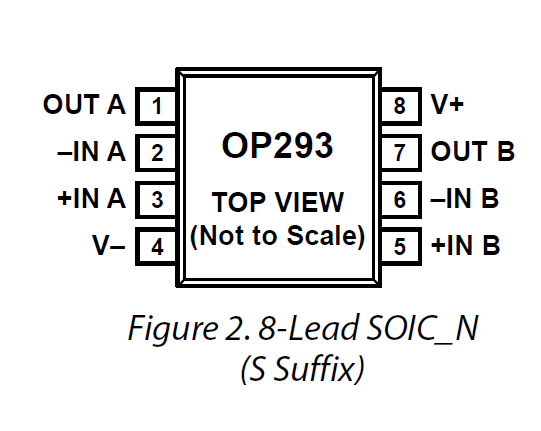 OUT A 1
–IN A 2
+IN A 3
V– 4
OP293
TOP VIEW
(Not to Scale)
8 V+
7 OUT B
6 –IN B
5 +IN B
Figure 2. 8-Lead SOIC_N
(S Suffix)